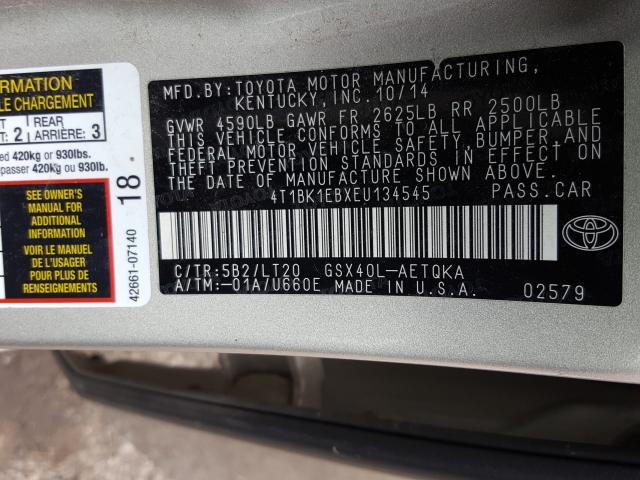 FORMATION
LE CHARGEMENT
REAR
2 ARRIÈRE: 3
420kg or 930lbs.
passer 420kg or 930lb.
SEE OWNER'S
MANUAL FOR
ADDITIONAL
INFORMATION
VOIR LE MANUEL
DE L'USAGER
POUR PLUS DE
RENSEIGNEMENTS
18
42661-07140
MFD.BY:TOYOTA MOTOR MANUFACTURING,
KENTUCKY,INC.10/14
GVWR 4590LB GAWR FR 2625LB RR 2500LB
THIS VEHICLE CONFORMS TO ALL APPLICABLE
FEDERAL MOTOR VEHICLE SAFETY,BUMPER,AND
THEFT PREVENTION STANDARDS IN EFFECT ON
THE DATE OF MANUFACTURE SHOWN ABOVE.
4T1BK1EBXEU134545 PASS.CAR
C/TR:5B2/LT20 GSX40L-AETQKA
A/TM:-01A/U660E MADE IN U.S.A. 02579